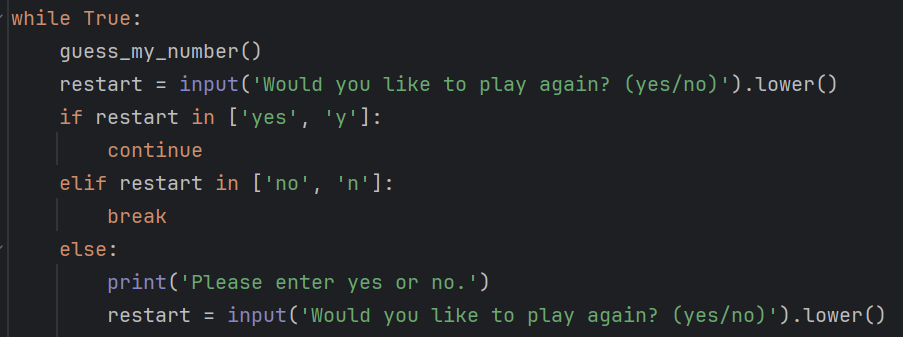 while True:
    guess_my_number()
    restart = input('Would you like to play again? (yes/no)').lower()
    if restart in ['yes', 'y']:
        continue
    elif restart in ['no', 'n']:
        break
    else:
        print('Please enter yes or no.')
        restart = input('Would you like to play again? (yes/no)').lower()